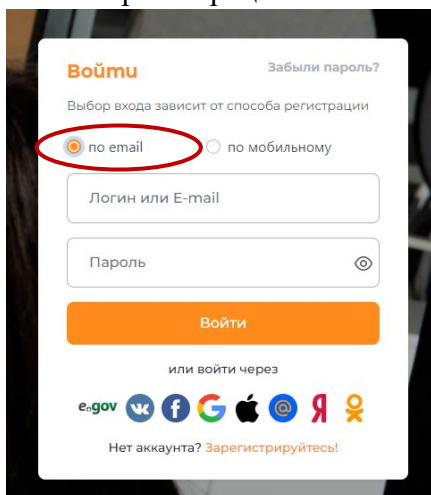 Войти
Забыли пароль?
Выбор входа зависит от способа регистрации
по email
по мобильному
Логин или E-mail
Пароль
Войти
или войти через
e.gov
Нет аккаунта? Зарегистрируйтесь!